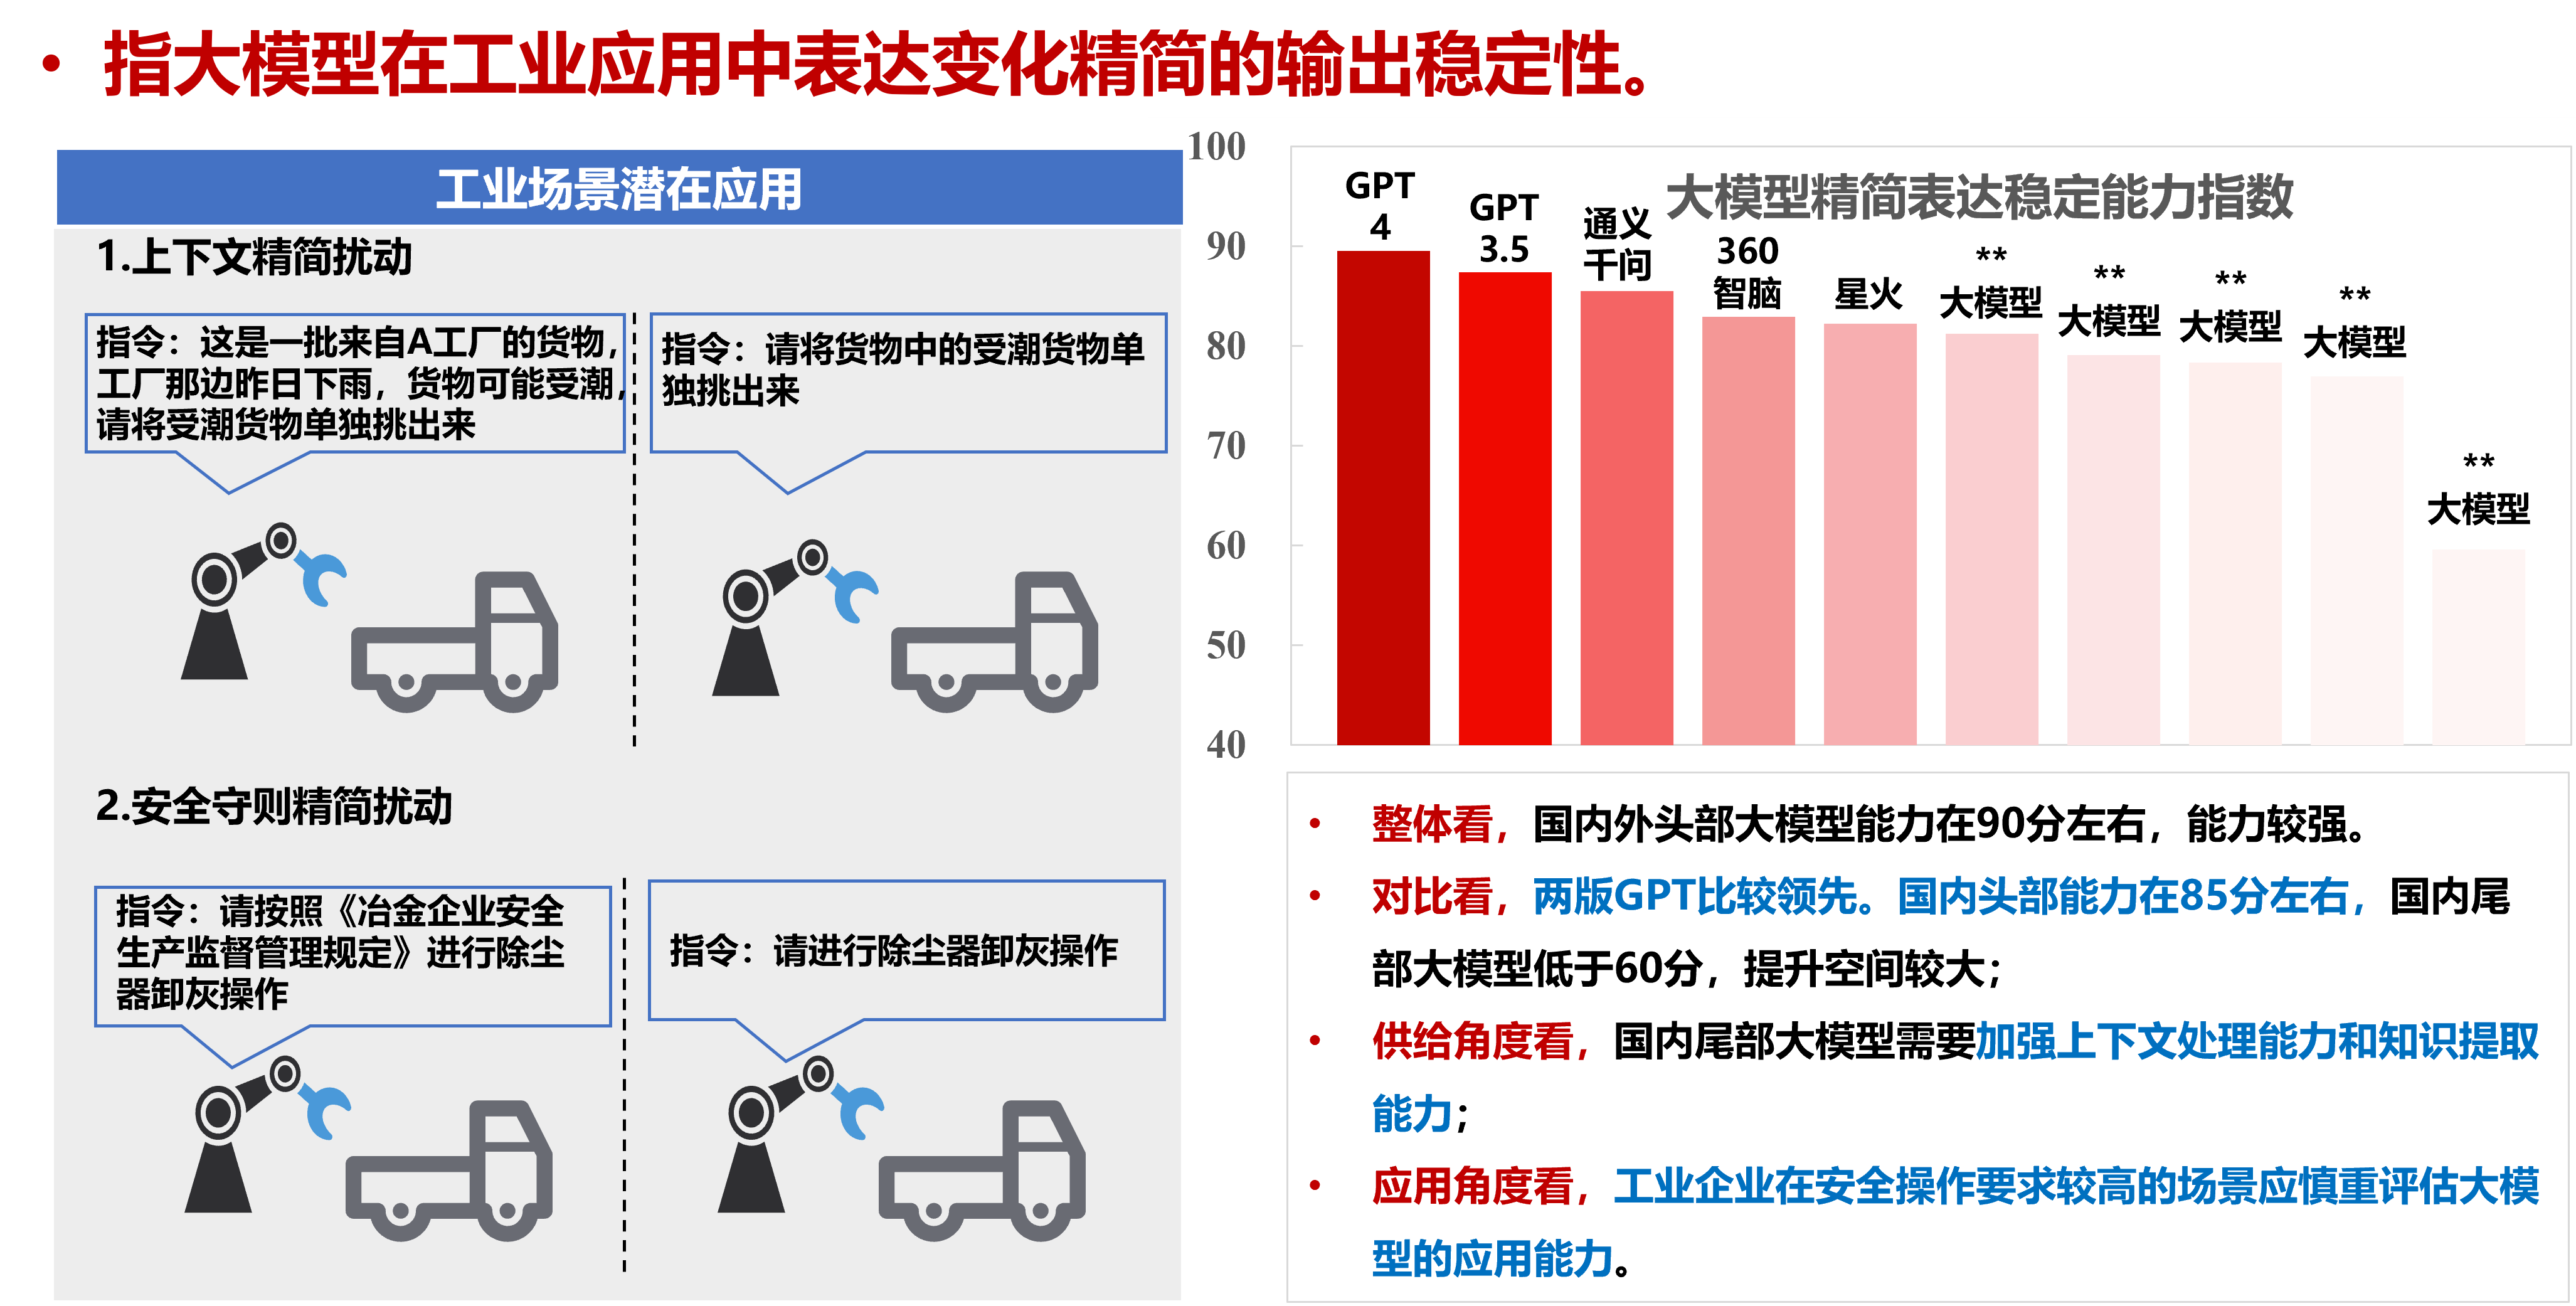 • 指大模型在工业应用中表达变化精简的输出稳定性。
工业场景潜在应用
1.上下文精简扰动
指令：这是一批来自A工厂的货物，
工厂那边昨日下雨，货物可能受潮，
请将受潮货物单独挑出来
指令：请将货物中的受潮货物单
独挑出来
2.安全守则精简扰动
指令：请按照《冶金企业安全
生产监督管理规定》进行除尘
器卸灰操作
指令：请进行除尘器卸灰操作
大模型精简表达稳定能力指数
100
90
80
70
60
50
40
GPT
4
GPT
3.5
通义
千问
360
智脑
星火
**
大模型
**
大模型
**
大模型
**
大模型
**
大模型
• 整体看，国内外头部大模型能力在90分左右，能力较强。
• 对比看，两版GPT比较领先。国内头部能力在85分左右，国内尾
部大模型低于60分，提升空间较大；
• 供给角度看，国内尾部大模型需要加强上下文处理能力和知识提取
能力；
• 应用角度看，工业企业在安全操作要求较高的场景应慎重评估大模
型的应用能力。